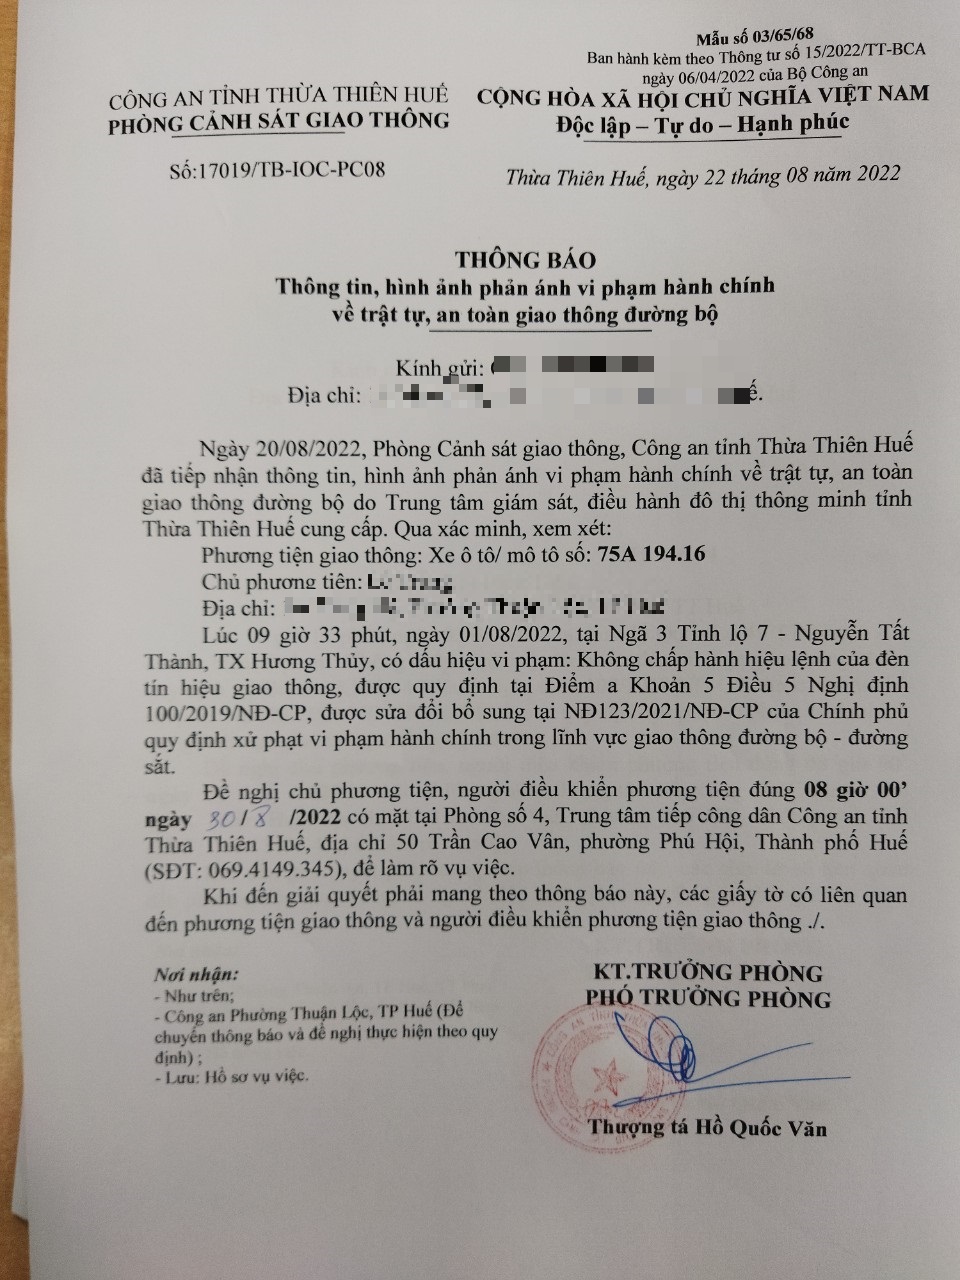 Mẫu số 03/65/68
Ban hành kèm theo Thông tư số 15/2022/TT-BCA
ngày 06/04/2022 của Bộ Công an
CÔNG AN TỈNH THỪA THIÊN HUẾ
PHÒNG CẢNH SÁT GIAO THÔNG
CỘNG HÒA XÃ HỘI CHỦ NGHĨA VIỆT NAM
Độc lập – Tự do – Hạnh phúc
Số:17019/TB-IOC-PC08
Thừa Thiên Huế, ngày 22 tháng 08 năm 2022
THÔNG BÁO
Thông tin, hình ảnh phản ánh vi phạm hành chính
về trật tự, an toàn giao thông đường bộ
Kính gửi:
Địa chỉ:
Ngày 20/08/2022, Phòng Cảnh sát giao thông, Công an tỉnh Thừa Thiên Huế
đã tiếp nhận thông tin, hình ảnh phản ánh vi phạm hành chính về trật tự, an toàn
giao thông đường bộ do Trung tâm giám sát, điều hành đô thị thông minh tỉnh
Thừa Thiên Huế cung cấp. Qua xác minh, xem xét:
Phương tiện giao thông: Xe ô tô/ mô tô số: 75A 194.16
Chủ phương tiên:
Địa chỉ:
Lúc 09 giờ 33 phút, ngày 01/08/2022, tại Ngã 3 Tỉnh lộ 7 - Nguyễn Tất
Thành, TX Hương Thủy, có dấu hiệu vi phạm: Không chấp hành hiệu lệnh của đèn
tín hiệu giao thông, được quy định tại Điểm a Khoản 5 Điều 5 Nghị định
100/2019/NĐ-CP, được sửa đổi bổ sung tại NĐ123/2021/NĐ-CP của Chính phủ
quy định xử phạt vi phạm hành chính trong lĩnh vực giao thông đường bộ - đường
sắt.
Đề nghị chủ phương tiện, người điều khiển phương tiện đúng 08 giờ 00’
ngày 30/8 /2022 có mặt tại Phòng số 4, Trung tâm tiếp công dân Công an tỉnh
Thừa Thiên Huế, địa chỉ 50 Trần Cao Vân, phường Phú Hội, Thành phố Huế
(SĐT: 069.4149.345), để làm rõ vụ việc.
Khi đến giải quyết phải mang theo thông báo này, các giấy tờ có liên quan
đến phương tiện giao thông và người điều khiển phương tiện giao thông ./.
Nơi nhận:
- Như trên;
- Công an Phường Thuận Lộc, TP Huế (Để
chuyển thông báo và đề nghị thực hiện theo quy
định) ;
- Lưu: Hồ sơ vụ việc.
KT.TRƯỞNG PHÒNG
PHÓ TRƯỞNG PHÒNG
Thượng tá Hồ Quốc Văn